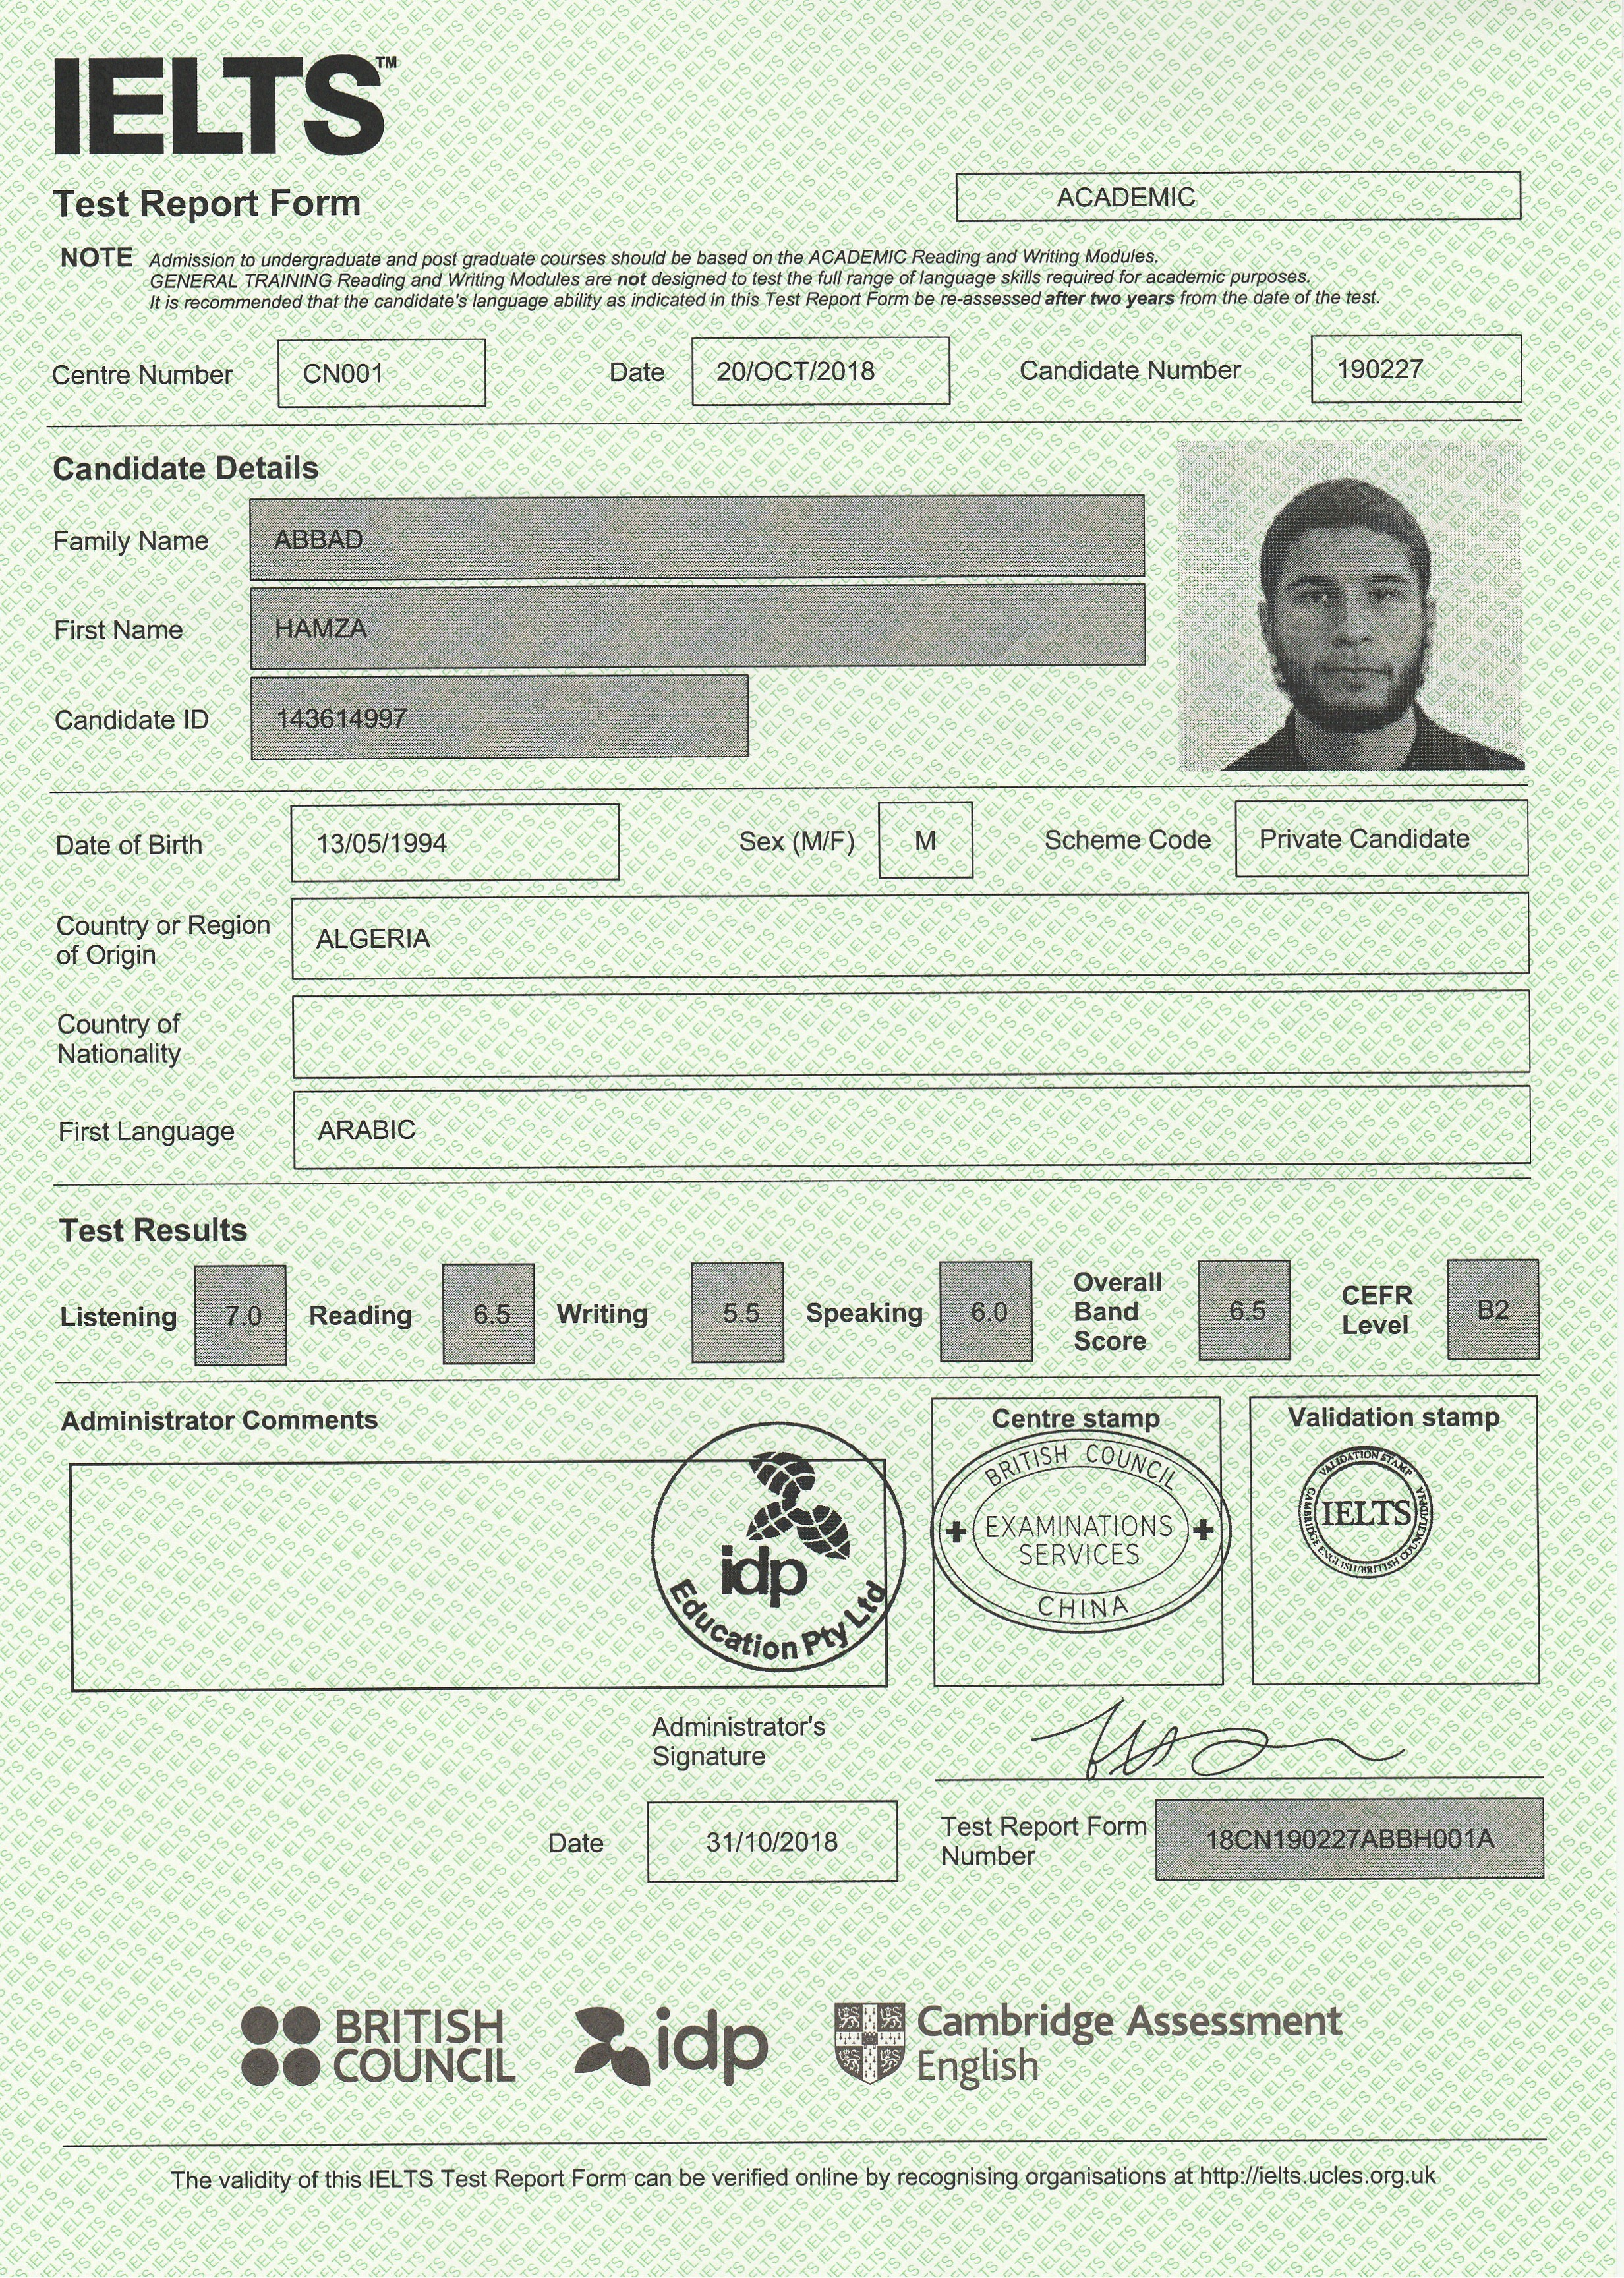 IELTS™
Test Report Form
ACADEMIC
NOTE Admission to undergraduate and post graduate courses should be based on the ACADEMIC Reading and Writing Modules.
GENERAL TRAINING Reading and Writing Modules are not designed to test the full range of language skills required for academic purposes.
It is recommended that the candidate's language ability as indicated in this Test Report Form be re-assessed after two years from the date of the test.
Centre Number CN001 Date 20/OCT/2018 Candidate Number 190227
Candidate Details
Family Name ABBAD
First Name HAMZA
Candidate ID 143614997
Date of Birth 13/05/1994 Sex (M/F) M Scheme Code Private Candidate
Country or Region
of Origin
ALGERIA
Country of
Nationality
First Language ARABIC
Test Results
Listening 7.0 Reading 6.5 Writing 5.5 Speaking 6.0
Overall
Band
Score
6.5
CEFR
Level
B2
Administrator Comments
idp
Education Pty Ltd
Centre stamp
BRITISH COUNCIL
EXAMINATIONS
SERVICES
CHINA
Validation stamp
VALIDATION STAMP
IELTS
CAMBRIDGE ENGLISH/BRITISH COUNCIL/IDP:IA
Administrator's
Signature
Date 31/10/2018
Test Report Form
Number
18CN190227ABBH001A
BRITISH
COUNCIL
idp
Cambridge Assessment
English
The validity of this IELTS Test Report Form can be verified online by recognising organisations at http://ielts.ucles.org.uk